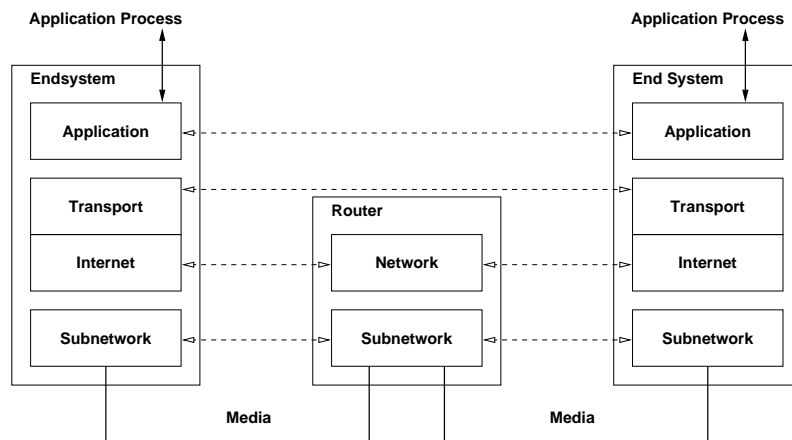 Application Process
Application Process
Endsystem
End System
Application
Application
Transport
Transport
Router
Internet
Network
Internet
Subnetwork
Subnetwork
Subnetwork
Media
Media